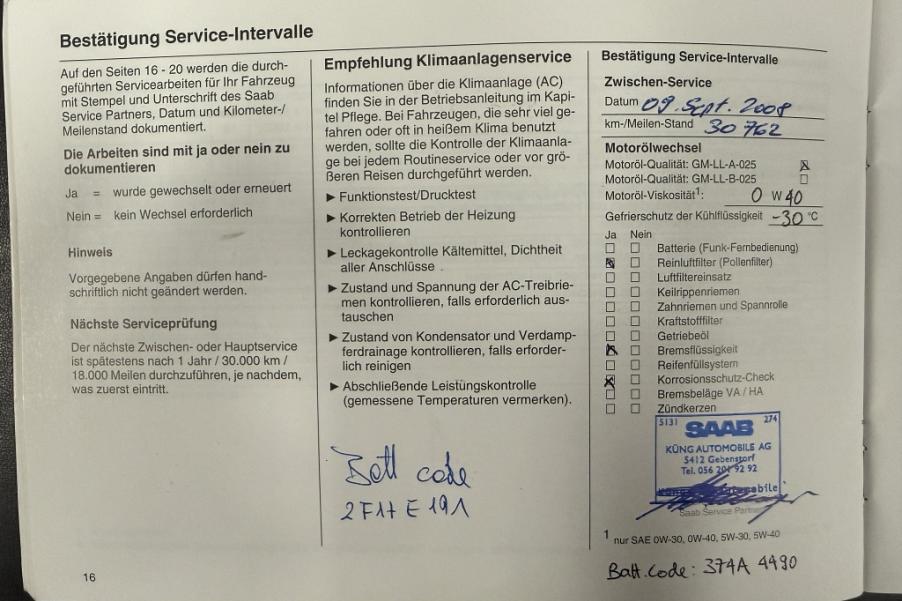 Bestätigung Service-Intervalle
Auf den Seiten 16 - 20 werden die durch-
geführten Servicearbeiten für Ihr Fahrzeug
mit Stempel und Unterschrift des Saab
Service Partners, Datum und Kilometer-/
Meilenstand dokumentiert.
Die Arbeiten sind mit ja oder nein zu
dokumentieren
Ja = wurde gewechselt oder erneuert
Nein = kein Wechsel erforderlich
Hinweis
Vorgegebene Angaben dürfen hand-
schriftlich nicht geändert werden.
Nächste Serviceprüfung
Der nächste Zwischen- oder Hauptservice
ist spätestens nach 1 Jahr / 30.000 km /
18.000 Meilen durchzuführen, je nachdem,
was zuerst eintritt.
16
Empfehlung Klimaanlagenservice
Informationen über die Klimaanlage (AC)
finden Sie in der Betriebsanleitung im Kapi-
tel Pflege. Bei Fahrzeugen, die sehr viel ge-
fahren oder oft in heißem Klima benutzt
werden, sollte die Kontrolle der Klimaanla-
ge bei jedem Routineservice oder vor grö-
ßeren Reisen durchgeführt werden.
► Funktionstest/Drucktest
► Korrekten Betrieb der Heizung
kontrollieren
► Leckagekontrolle Kältemittel, Dichtheit
aller Anschlüsse
► Zustand und Spannung der AC-Treibrie-
men kontrollieren, falls erforderlich aus-
tauschen
► Zustand von Kondensator und Verdamp-
ferdrainage kontrollieren, falls erforder-
lich reinigen
► Abschließende Leistungskontrolle
(gemessene Temperaturen vermerken).
Batt code
2F17 E191
Bestätigung Service-Intervalle
Zwischen-Service
Datum 09. Sept. 2008
km-/Meilen-Stand 30 762
Motorölwechsel
Motoröl-Qualität: GM-LL-A-025
Motoröl-Qualität: GM-LL-B-025
Motoröl-Viskosität¹: 0 W 40
Gefrierschutz der Kühlflüssigkeit -30 °C
Ja Nein
Batterie (Funk-Fernbedienung)
Reinluftfilter (Pollenfilter)
Luftfiltereinsatz
Keilrippenriemen
Zahnriemen und Spannrolle
Kraftstofffilter
Getriebeöl
Bremsflüssigkeit
Reifenfüllsystem
Korrosionsschutz-Check
Bremsbeläge VA / HA
Zündkerzen
5131 SAAB 274
KÜNG AUTOMOBILE AG
5412 Gebenstorf
Tel. 056 201 92 92
Saab Service Partner
1 nur SAE 0W-30, 0W-40, 5W-30, 5W-40
Batt.code: 374A 4490